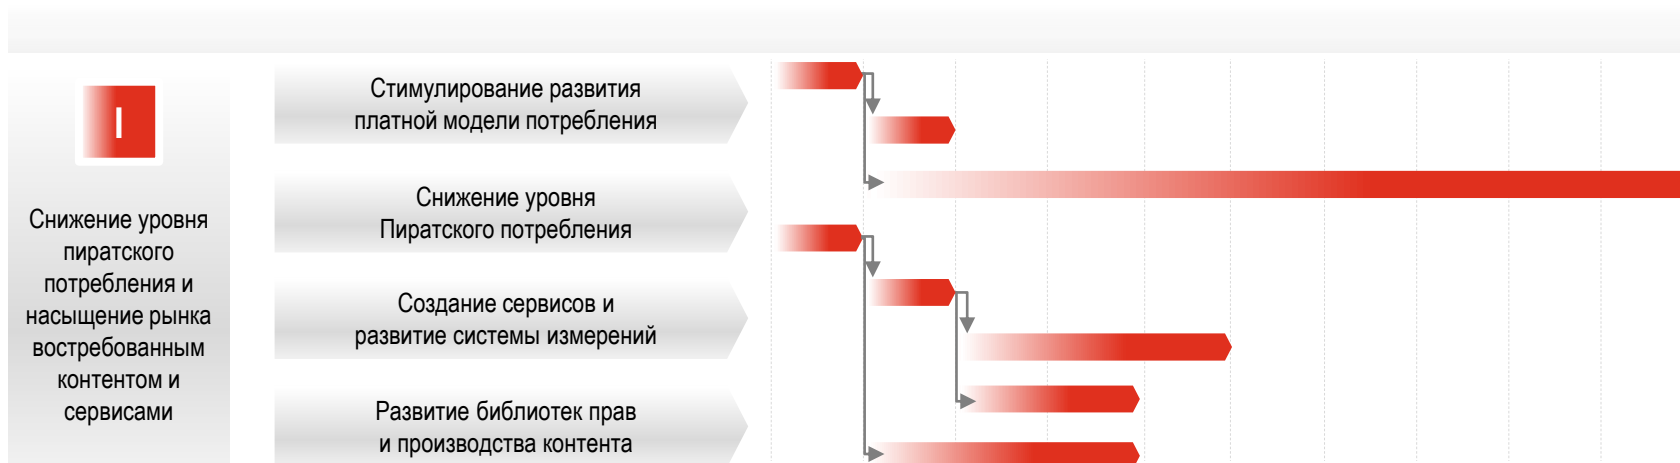 I
Снижение уровня
пиратского
потребления и
насыщение рынка
востребованным
контентом и
сервисами
Стимулирование развития
платной модели потребления
Снижение уровня
Пиратского потребления
Создание сервисов и
развитие системы измерений
Развитие библиотек прав
и производства контента